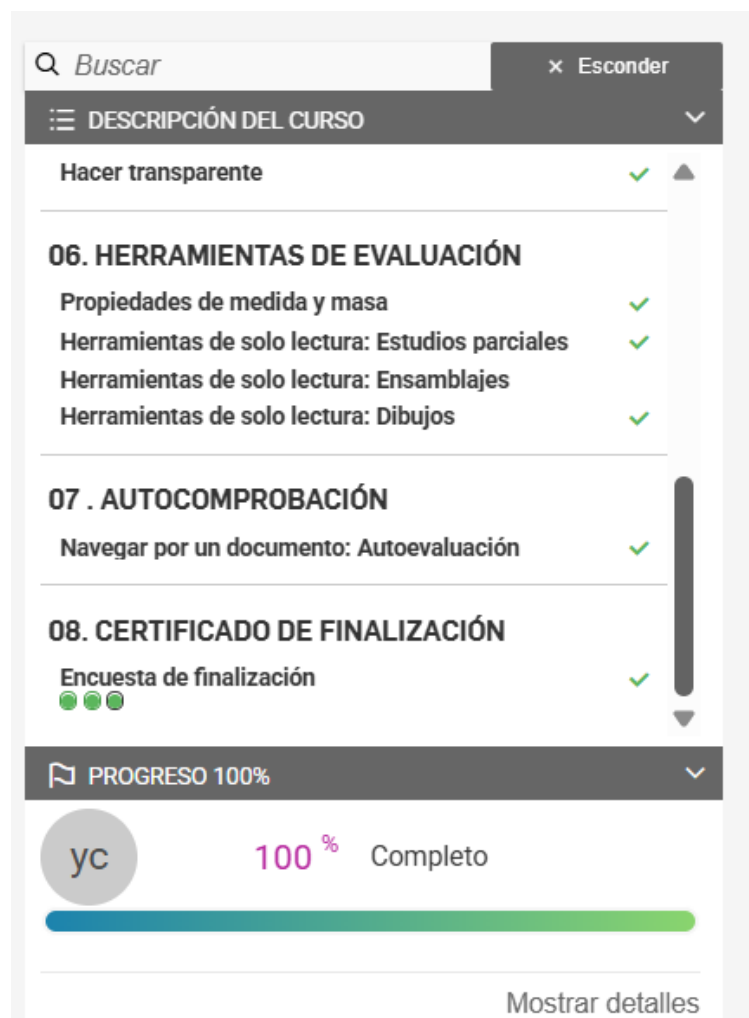 Buscar
× Esconder
DESCRIPCIÓN DEL CURSO
Hacer transparente
06. HERRAMIENTAS DE EVALUACIÓN
Propiedades de medida y masa
Herramientas de solo lectura: Estudios parciales
Herramientas de solo lectura: Ensamblajes
Herramientas de solo lectura: Dibujos
07 . AUTOCOMPROBACIÓN
Navegar por un documento: Autoevaluación
08. CERTIFICADO DE FINALIZACIÓN
Encuesta de finalización
PROGRESO 100%
yc
100 % Completo
Mostrar detalles